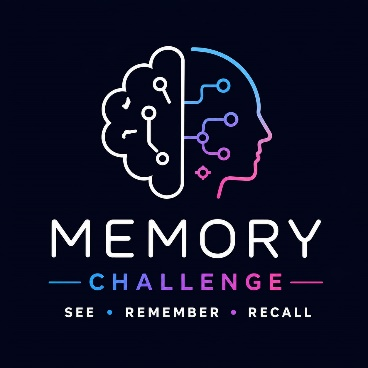 MEMORY
CHALLENGE
SEE • REMEMBER • RECALL